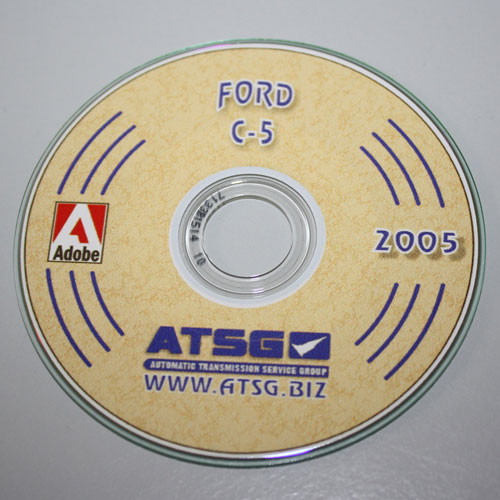 FORD
C-5
Adobe
2005
ATSG
AUTOMATIC TRANSMISSION SERVICE GROUP
WWW.ATSG.BIZ